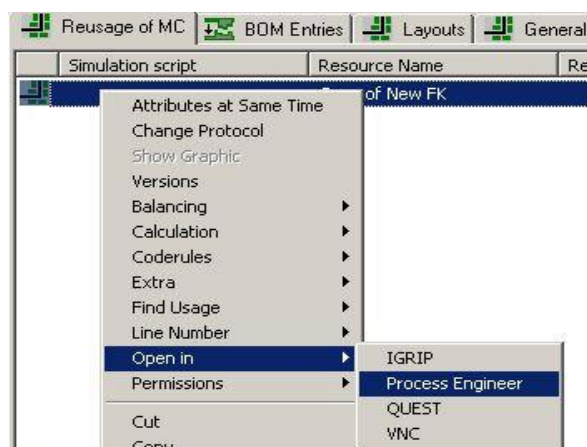 Reusage of MC BOM Entries Layouts General
Simulation script Resource Name Re
of New FK
Attributes at Same Time
Change Protocol
Show Graphic
Versions
Balancing
Calculation
Coderules
Extra
Find Usage
Line Number
Open in IGRIP
Permissions Process Engineer
QUEST
Cut VNC
Copy